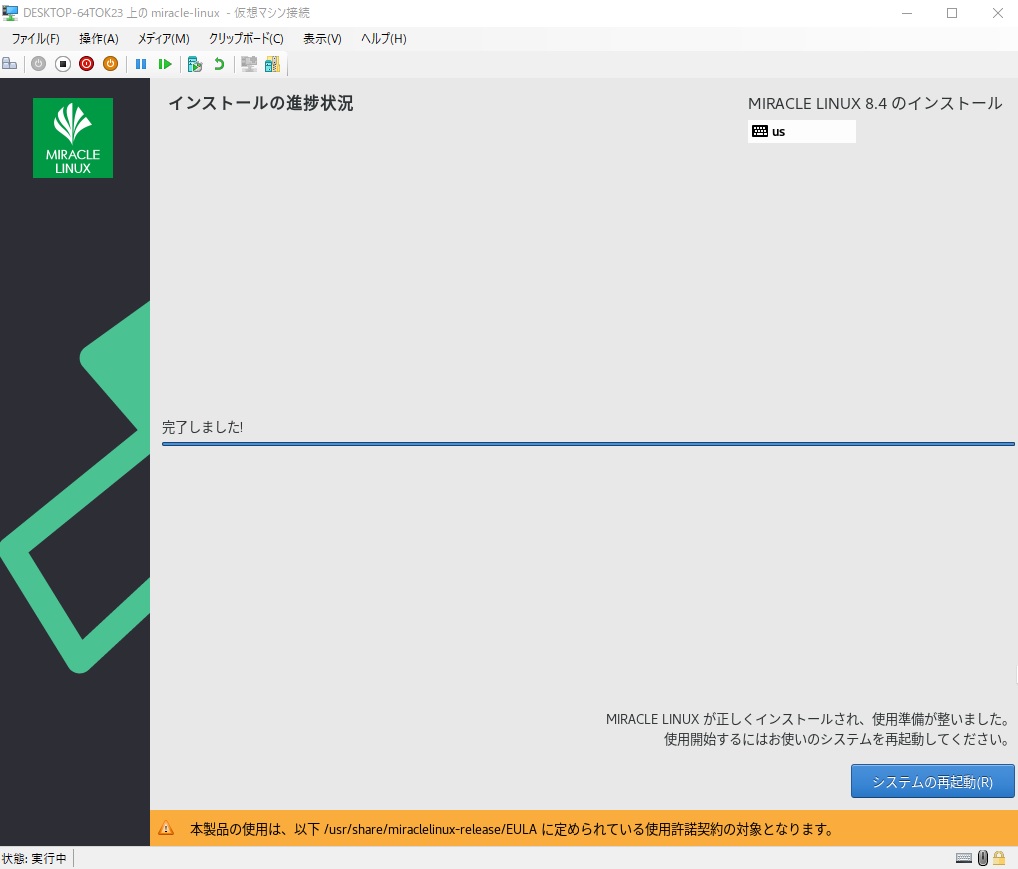 DESKTOP-64TOK23 上の miracle-linux - 仮想マシン接続
ファイル(F) 操作(A) メディア(M) クリップボード(C) 表示(V) ヘルプ(H)
MIRACLE
LINUX
インストールの進捗状況
MIRACLE LINUX 8.4 のインストール
us
完了しました!
MIRACLE LINUX が正しくインストールされ、使用準備が整いました。
使用開始するにはお使いのシステムを再起動してください。
システムの再起動(R)
本製品の使用は、以下 /usr/share/miraclelinux-release/EULA に定められている使用許諾契約の対象となります。
状態: 実行中